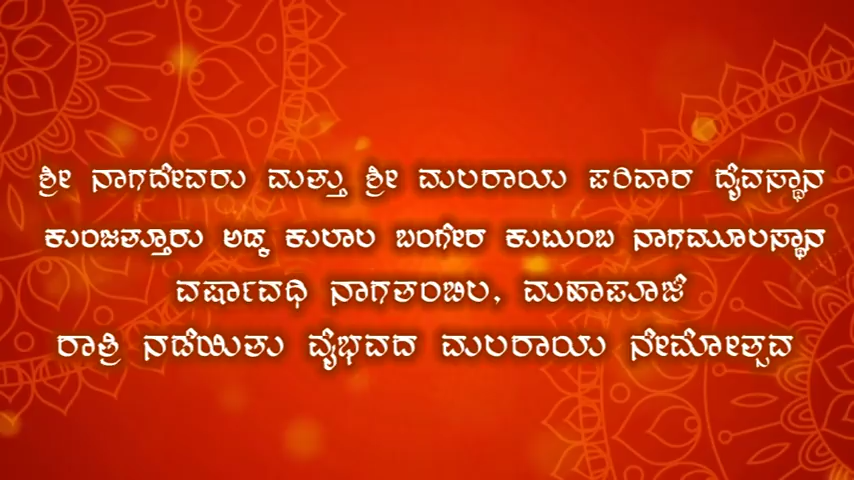 ಶ್ರೀ ನಾಗದೇವರು ಮತ್ತು ಶ್ರೀ ಮಲರಾಯ ಪರಿವಾರ ದೈವಸ್ಥಾನ
ಕುಂಜತ್ತೂರು ಅಡ್ಕ ಕುಲಾಲ ಬಂಗೇರ ಕುಟುಂಬ ನಾಗಮೂಲಸ್ಥಾನ
ವರ್ಷಾವಧಿ ನಾಗತಂಬಿಲ, ಮಹಾಪೂಜೆ
ರಾತ್ರಿ ನಡೆಯಿತು ವೈಭವದ ಮಲರಾಯ ನೇಮೋತ್ಸವ